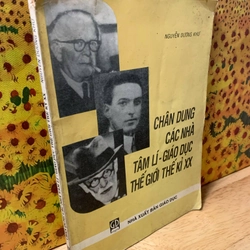 NGUYỄN DƯƠNG KHƯ
CHÂN DUNG
CÁC NHÀ
TÂM LÍ-GIÁO DỤC
THẾ GIỚI THẾ KỈ XX
NHÀ XUẤT BẢN GIÁO DỤC